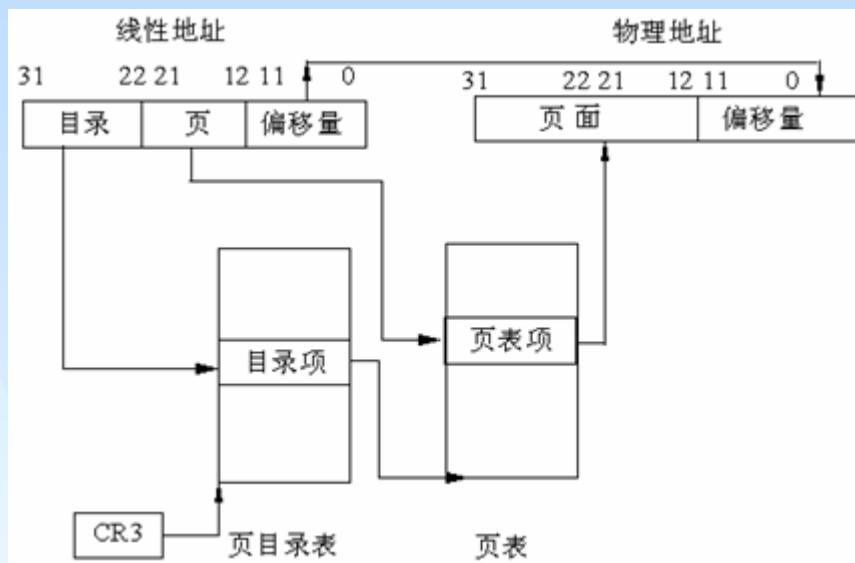 线性地址 物理地址
31 22 21 12 11 0 31 22 21 12 11 0
目录 页 偏移量 页面 偏移量
页表项
目录项
CR3
页目录表 页表